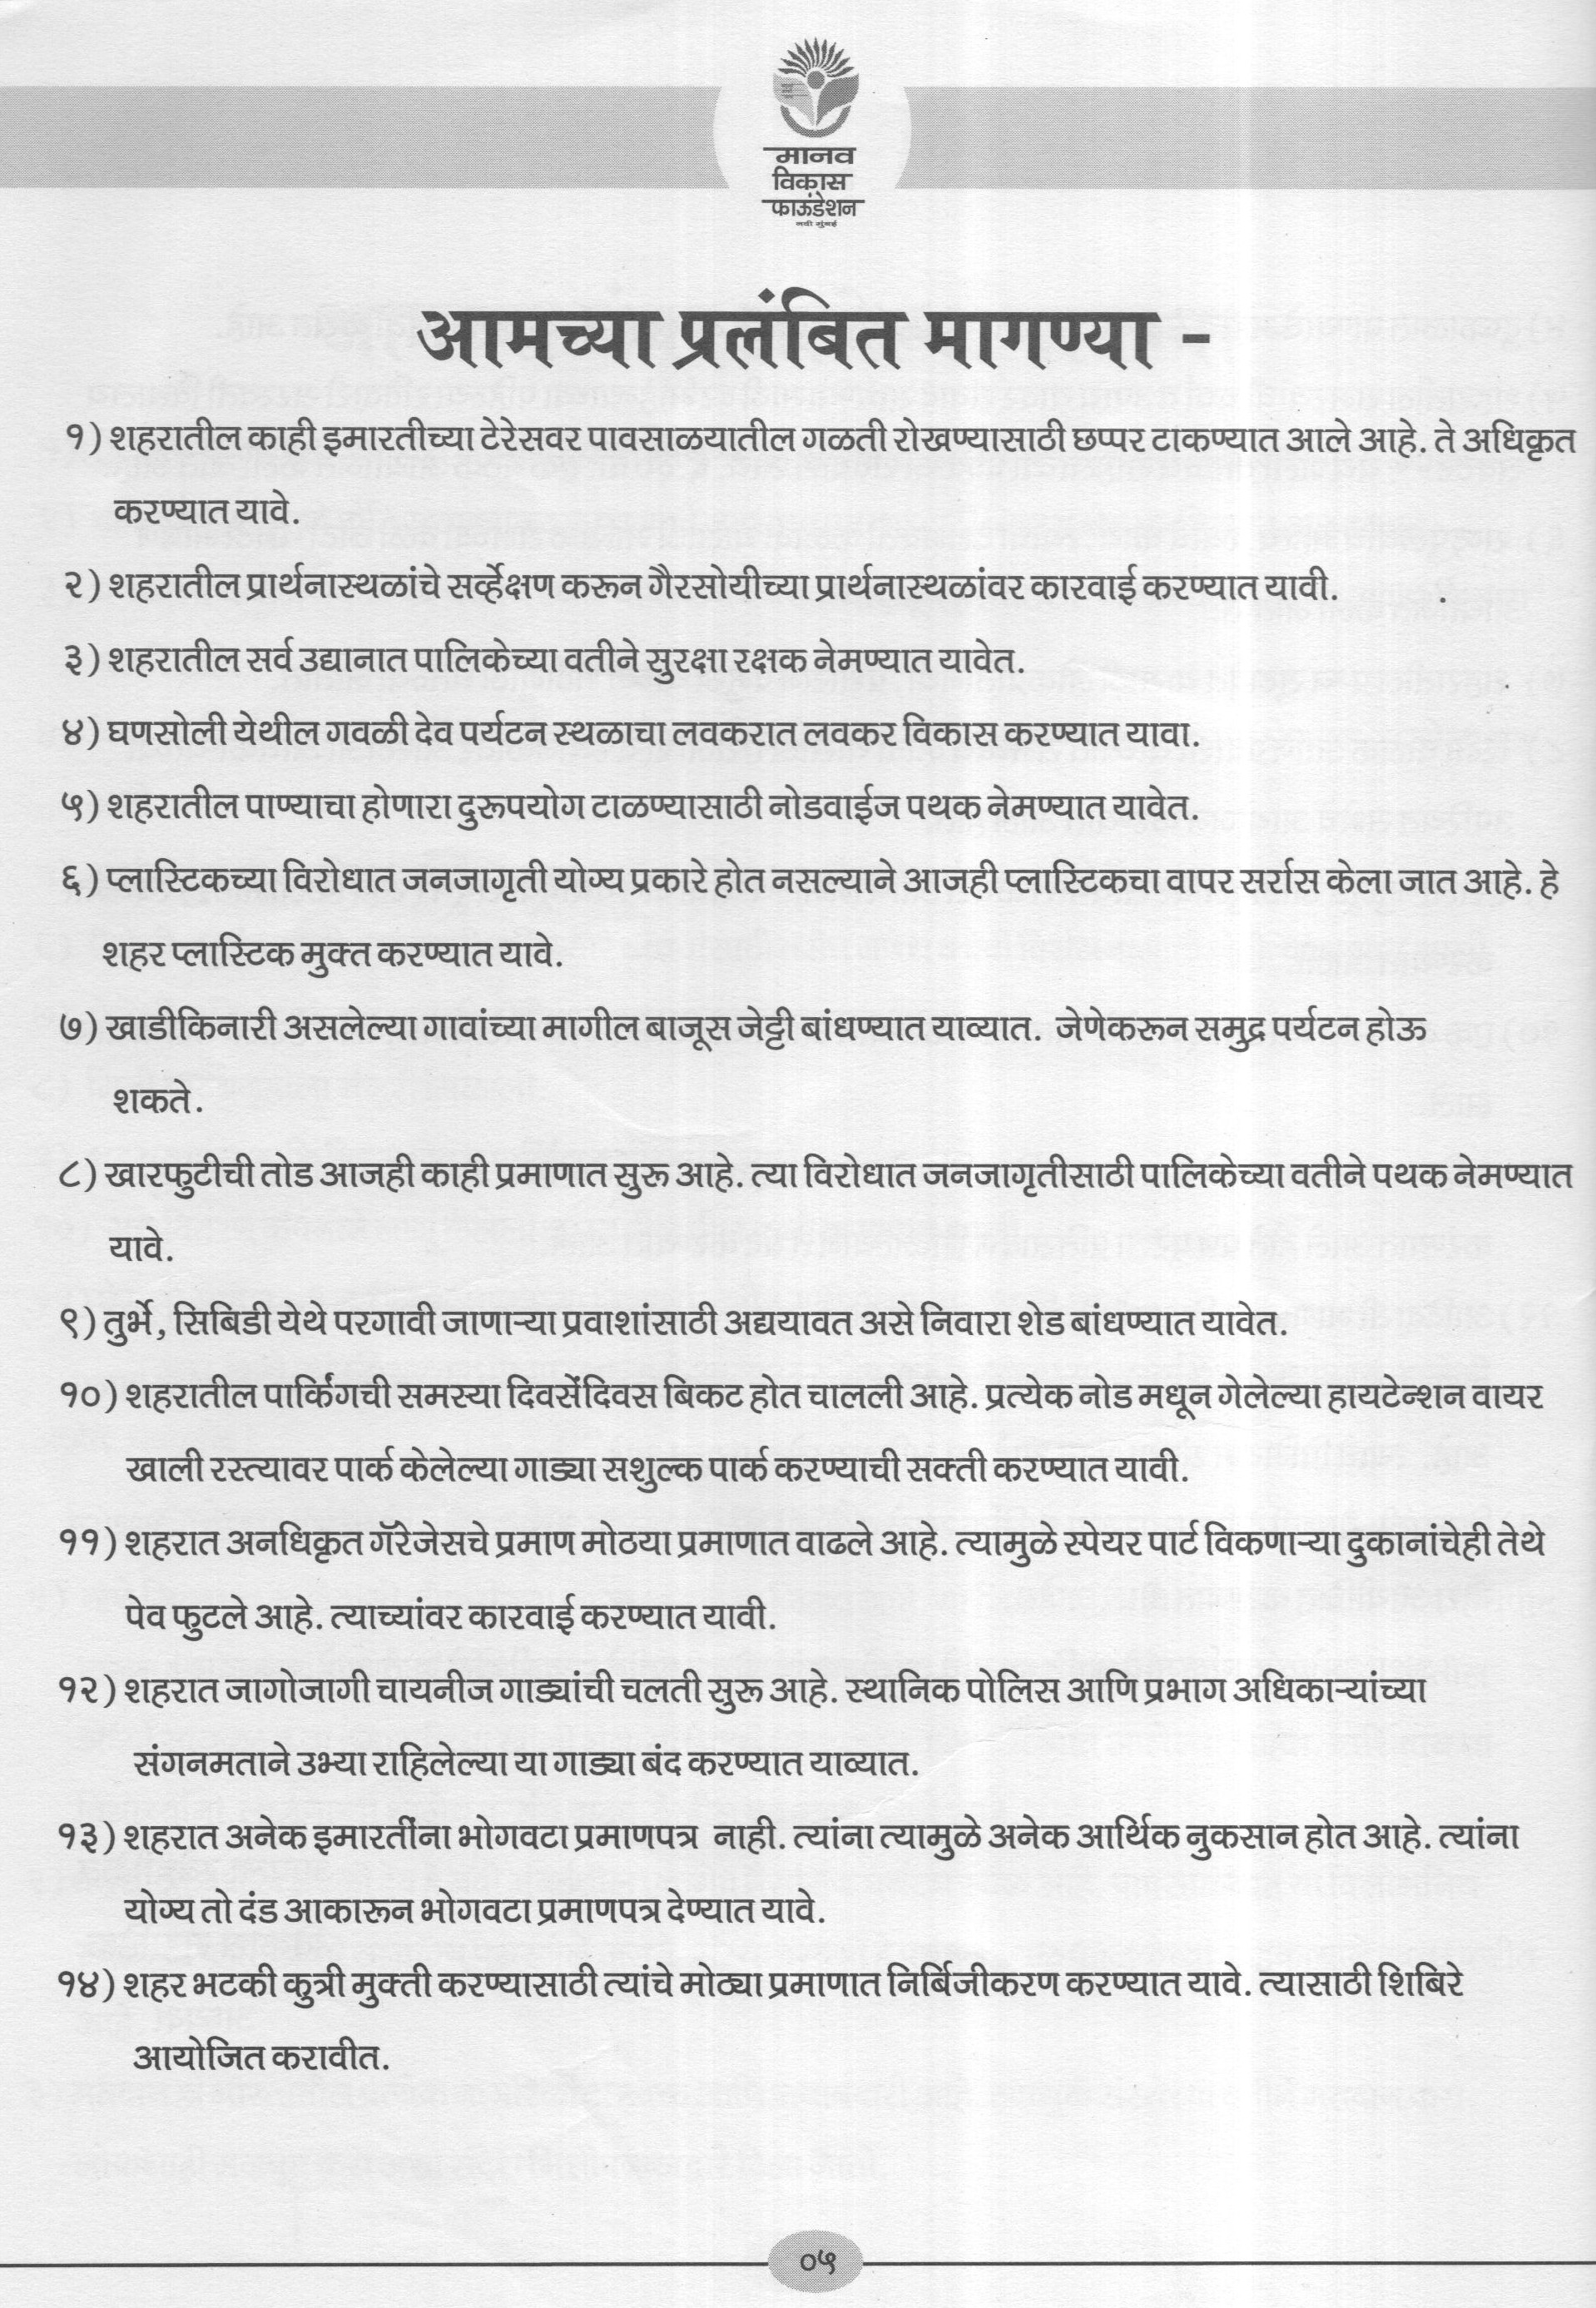 मानव
विकास
फाऊंडेशन
नवी मुंबई
आमच्या प्रलंबित मागण्या -
१) शहरातील काही इमारतीच्या टेरेसवर पावसाळयातील गळती रोखण्यासाठी छप्पर टाकण्यात आले आहे. ते अधिकृत
करण्यात यावे.
२) शहरातील प्रार्थनास्थळांचे सर्व्हेक्षण करून गैरसोयीच्या प्रार्थनास्थळांवर कारवाई करण्यात यावी.
३) शहरातील सर्व उद्यानात पालिकेच्या वतीने सुरक्षा रक्षक नेमण्यात यावेत.
४) घणसोली येथील गवळी देव पर्यटन स्थळाचा लवकरात लवकर विकास करण्यात यावा.
५) शहरातील पाण्याचा होणारा दुरूपयोग टाळण्यासाठी नोडवाईज पथक नेमण्यात यावेत.
६) प्लास्टिकच्या विरोधात जनजागृती योग्य प्रकारे होत नसल्याने आजही प्लास्टिकचा वापर सर्रास केला जात आहे. हे
शहर प्लास्टिक मुक्त करण्यात यावे.
७) खाडीकिनारी असलेल्या गावांच्या मागील बाजूस जेट्टी बांधण्यात याव्यात. जेणेकरून समुद्र पर्यटन होऊ
शकते.
८) खारफुटीची तोड आजही काही प्रमाणात सुरू आहे. त्या विरोधात जनजागृतीसाठी पालिकेच्या वतीने पथक नेमण्यात
यावे.
९) तुर्भे, सिबिडी येथे परगावी जाणाऱ्या प्रवाशांसाठी अद्ययावत असे निवारा शेड बांधण्यात यावेत.
१०) शहरातील पार्किंगची समस्या दिवसेंदिवस बिकट होत चालली आहे. प्रत्येक नोड मधून गेलेल्या हायटेन्शन वायर
खाली रस्त्यावर पार्क केलेल्या गाड्या सशुल्क पार्क करण्याची सक्ती करण्यात यावी.
११) शहरात अनधिकृत गॅरेजेसचे प्रमाण मोठया प्रमाणात वाढले आहे. त्यामुळे स्पेयर पार्ट विकणाऱ्या दुकानांचेही तेथे
पेव फुटले आहे. त्याच्यांवर कारवाई करण्यात यावी.
१२) शहरात जागोजागी चायनीज गाड्यांची चलती सुरू आहे. स्थानिक पोलिस आणि प्रभाग अधिकाऱ्यांच्या
संगनमताने उभ्या राहिलेल्या या गाड्या बंद करण्यात याव्यात.
१३) शहरात अनेक इमारतींना भोगवटा प्रमाणपत्र नाही. त्यांना त्यामुळे अनेक आर्थिक नुकसान होत आहे. त्यांना
योग्य तो दंड आकारून भोगवटा प्रमाणपत्र देण्यात यावे.
१४) शहर भटकी कुत्री मुक्ती करण्यासाठी त्यांचे मोठ्या प्रमाणात निर्बिजीकरण करण्यात यावे. त्यासाठी शिबिरे
आयोजित करावीत.
०५